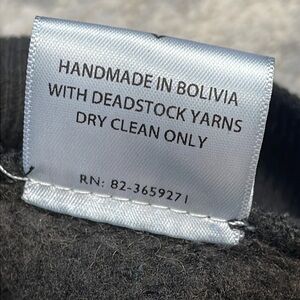 HANDMADE IN BOLIVIA
WITH DEADSTOCK YARNS
DRY CLEAN ONLY
RN: 82-3659271